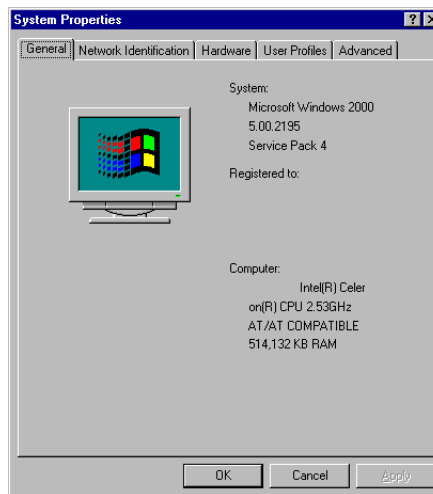 System Properties
General Network Identification Hardware User Profiles Advanced
System:
Microsoft Windows 2000
5.00.2195
Service Pack 4
Registered to:
Computer:
Intel(R) Celer
on(R) CPU 2.53GHz
AT/AT COMPATIBLE
514,132 KB RAM
OK Cancel Apply